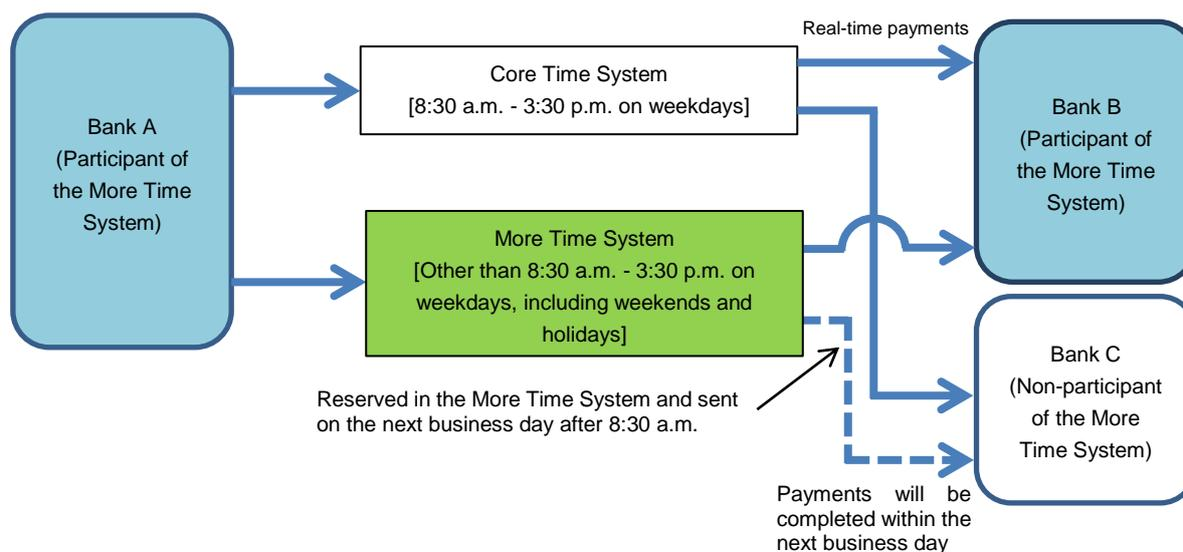 Bank A
(Participant of
the More Time
System)
Core Time System
[8:30 a.m. - 3:30 p.m. on weekdays]
More Time System
[Other than 8:30 a.m. - 3:30 p.m. on
weekdays, including weekends and
holidays]
Reserved in the More Time System and sent
on the next business day after 8:30 a.m.
Real-time payments
Bank B
(Participant of
the More Time
System)
Bank C
(Non-participant
of the More
Time System)
Payments will be
completed within the
next business day